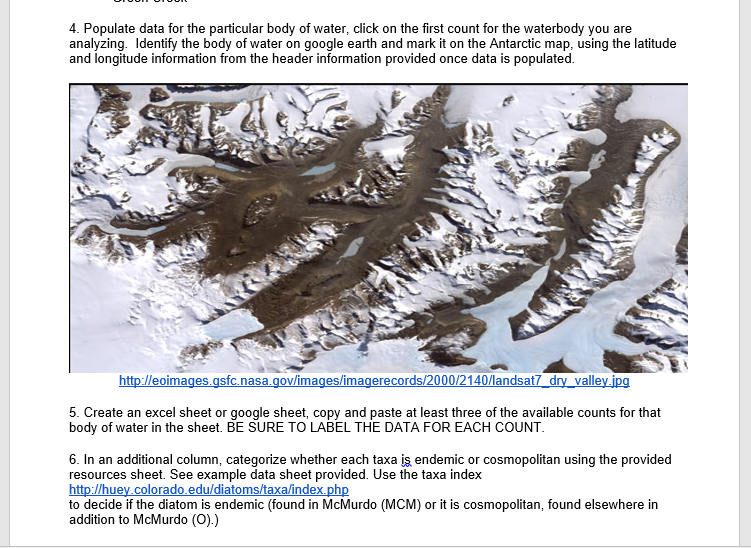 Green Creek
4. Populate data for the particular body of water, click on the first count for the waterbody you are
analyzing.  Identify the body of water on google earth and mark it on the Antarctic map, using the latitude
and longitude information from the header information provided once data is populated.
http://eoimages.gsfc.nasa.gov/images/imagerecords/2000/2140/landsat7_dry_valley.jpg
5. Create an excel sheet or google sheet, copy and paste at least three of the available counts for that
body of water in the sheet. BE SURE TO LABEL THE DATA FOR EACH COUNT.
6. In an additional column, categorize whether each taxa is endemic or cosmopolitan using the provided
resources sheet. See example data sheet provided. Use the taxa index
http://huey.colorado.edu/diatoms/taxa/index.php
to decide if the diatom is endemic (found in McMurdo (MCM) or it is cosmopolitan, found elsewhere in
addition to McMurdo (O).)